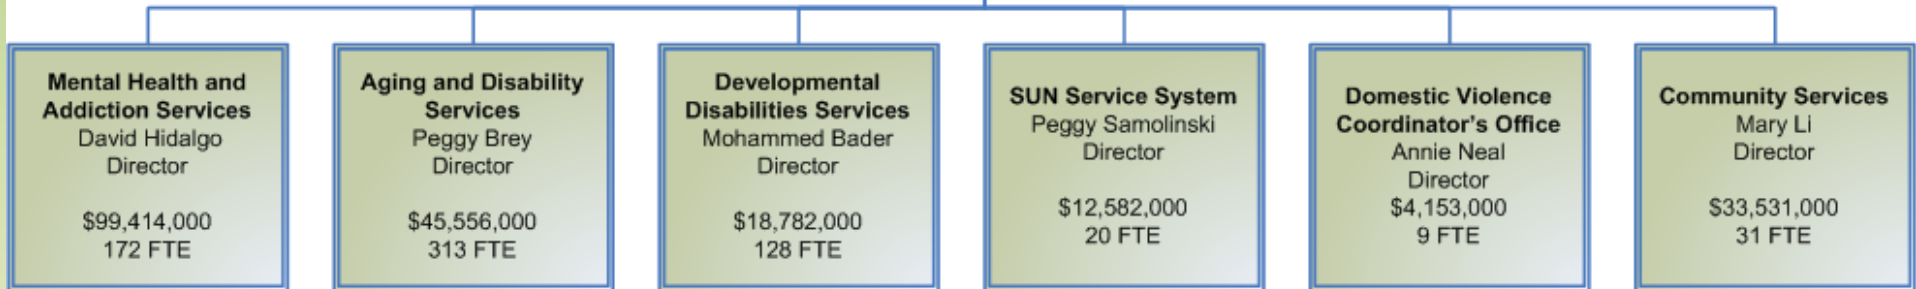 Mental Health and
Addiction Services
David Hidalgo
Director
$99,414,000
172 FTE
Aging and Disability
Services
Peggy Brey
Director
$45,556,000
313 FTE
Developmental
Disabilities Services
Mohammed Bader
Director
$18,782,000
128 FTE
SUN Service System
Peggy Samolinski
Director
$12,582,000
20 FTE
Domestic Violence
Coordinator's Office
Annie Neal
Director
$4,153,000
9 FTE
Community Services
Mary Li
Director
$33,531,000
31 FTE